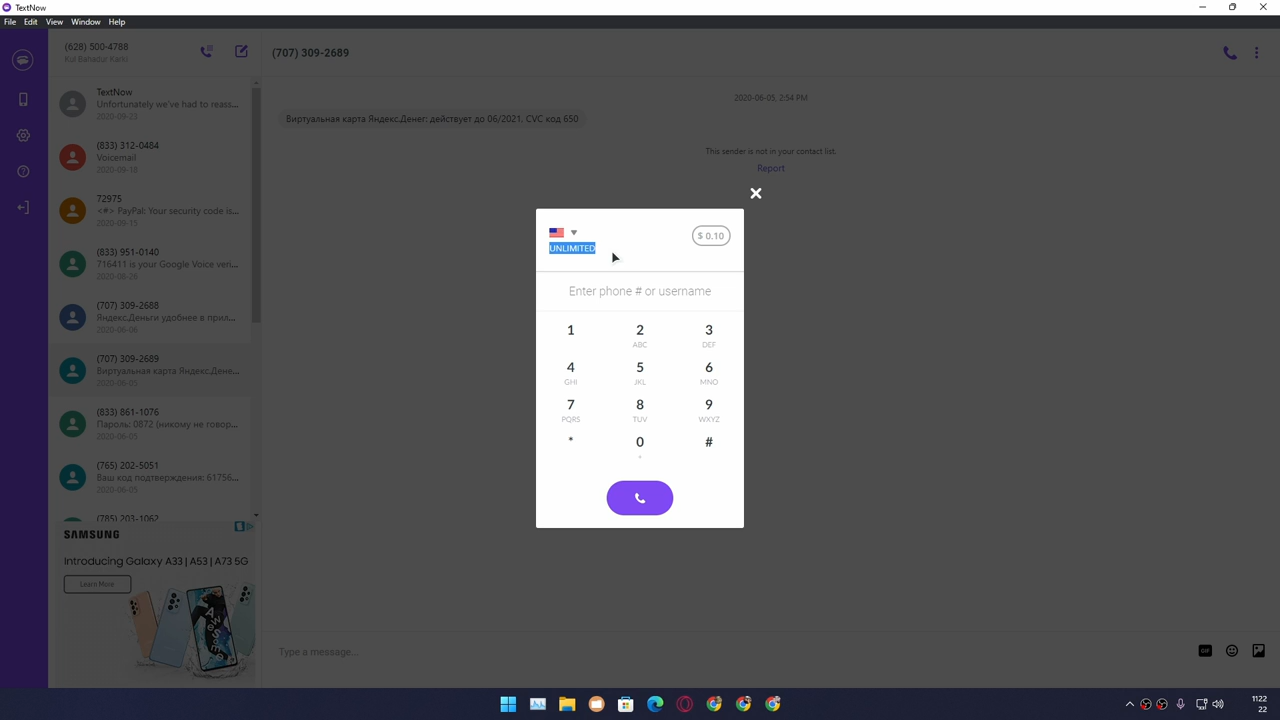 TextNow
File Edit View Window Help
(628) 500-4788
Kul Bahadur Karki
(707) 309-2689
TextNow
Unfortunately we've had to reass...
2020-09-23
(833) 312-0484
Voicemail
2020-09-18
72975
<#> PayPal: Your security code is...
2020-09-15
(833) 951-0140
716411 is your Google Voice veri...
2020-08-26
(707) 309-2688
Яндекс.Деньги удобнее в прил...
2020-06-06
(707) 309-2689
Виртуальная карта Яндекс.Дене...
2020-06-05
(833) 861-1076
Пароль: 0872 (никому не говор...
2020-06-05
(765) 202-5051
Ваш код подтверждения: 61756...
2020-06-05
(785) 203-1062
SAMSUNG
Introducing Galaxy A33 | A53 | A73 5G
Learn More
Awesome
2020-06-05, 2:54 PM
Виртуальная карта Яндекс.Денег: действует до 06/2021. CVC код 650
This sender is not in your contact list.
Report
$ 0.10
UNLIMITED
Enter phone # or username
1 2 3
ABC DEF
4 5 6
GHI JKL MNO
7 8 9
PQRS TUV WXYZ
* 0 #
+
Type a message...
GIF
1122
22